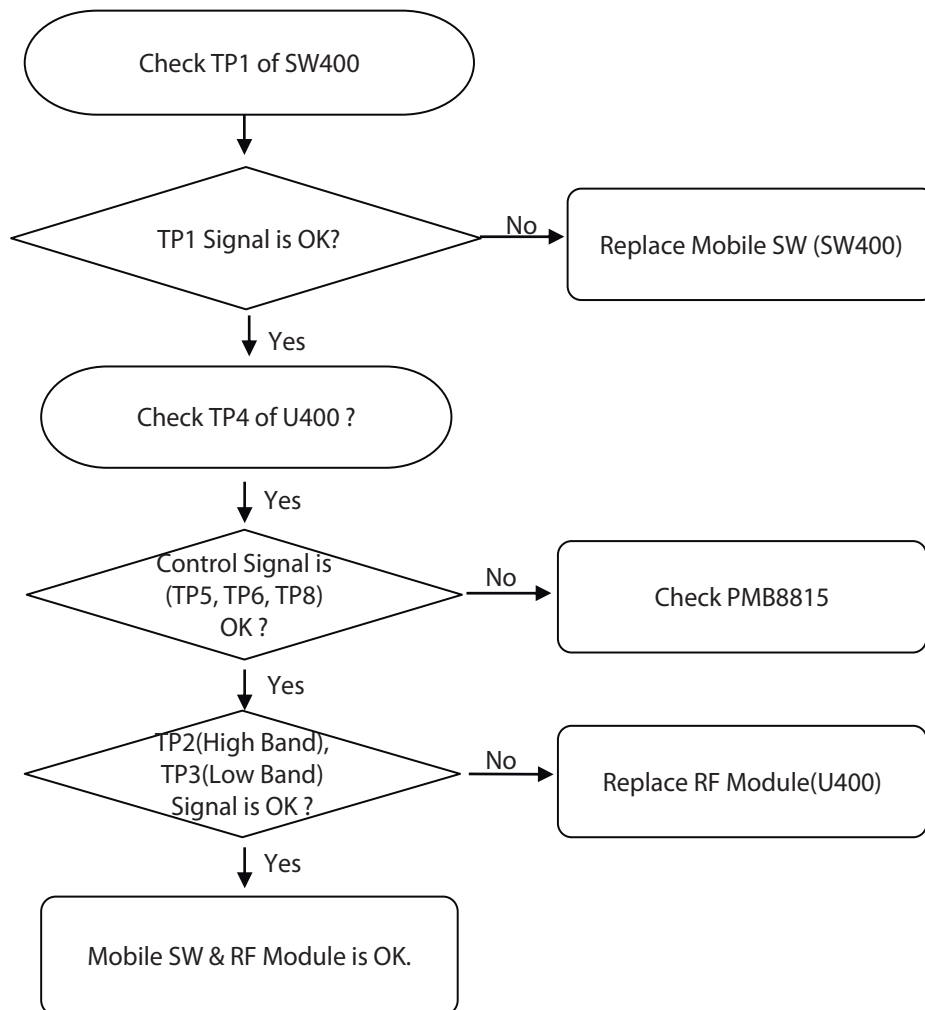 Check TP1 of SW400
TP1 Signal is OK?
No
Replace Mobile SW (SW400)
Yes
Check TP4 of U400 ?
Yes
Control Signal is
(TP5, TP6, TP8)
OK ?
No
Check PMB8815
Yes
TP2(High Band),
TP3(Low Band)
Signal is OK ?
No
Replace RF Module(U400)
Yes
Mobile SW & RF Module is OK.